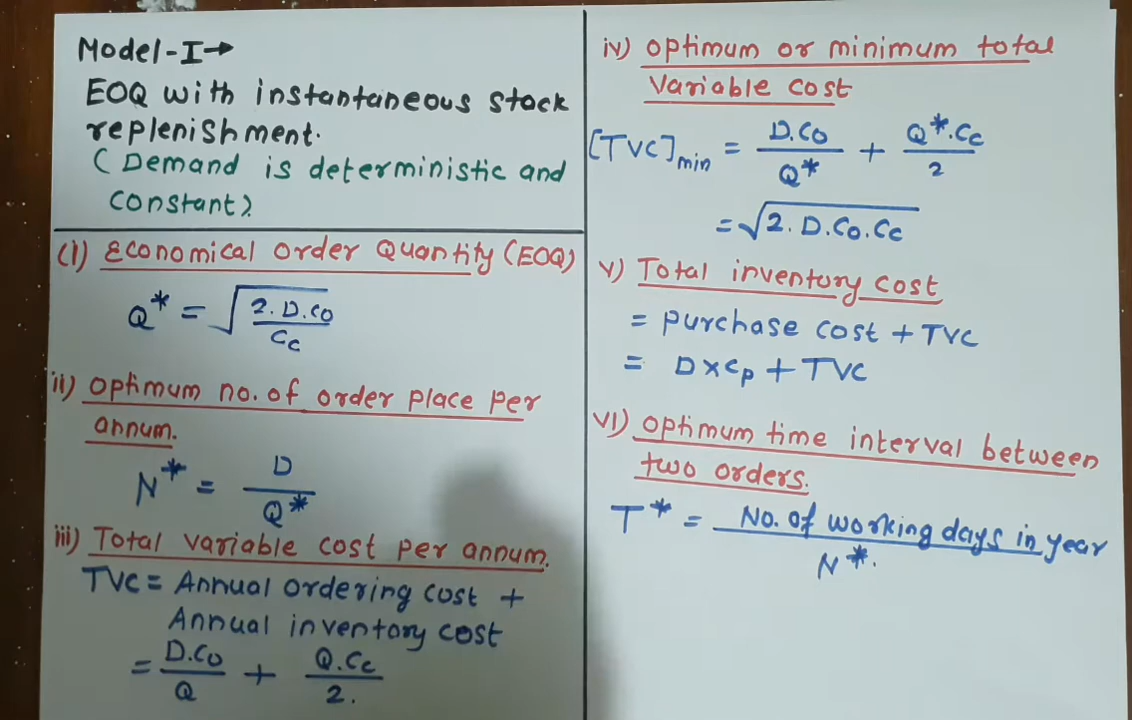 Model-I→
EOQ with instantaneous stock
replenishment.
(Demand is deterministic and
constant).
(i) Economical order Quantity (EOQ)
Q* = √(2.D.Co / Cc)
ii) optimum no. of order place per
annum.
N* = D / Q*
iii) Total variable cost per annum.
TVC = Annual ordering cost +
Annual inventory cost
= D.Co / Q + Q.Cc / 2.
iv) optimum or minimum total
Variable cost
[TVC]min = D.Co / Q* + Q*.Cc / 2
= √2.D.Co.Cc
v) Total inventory cost
= purchase cost + TVC
= D×Cp + TVC
vi) optimum time interval between
two orders.
T* = No. of working days in year / N*.